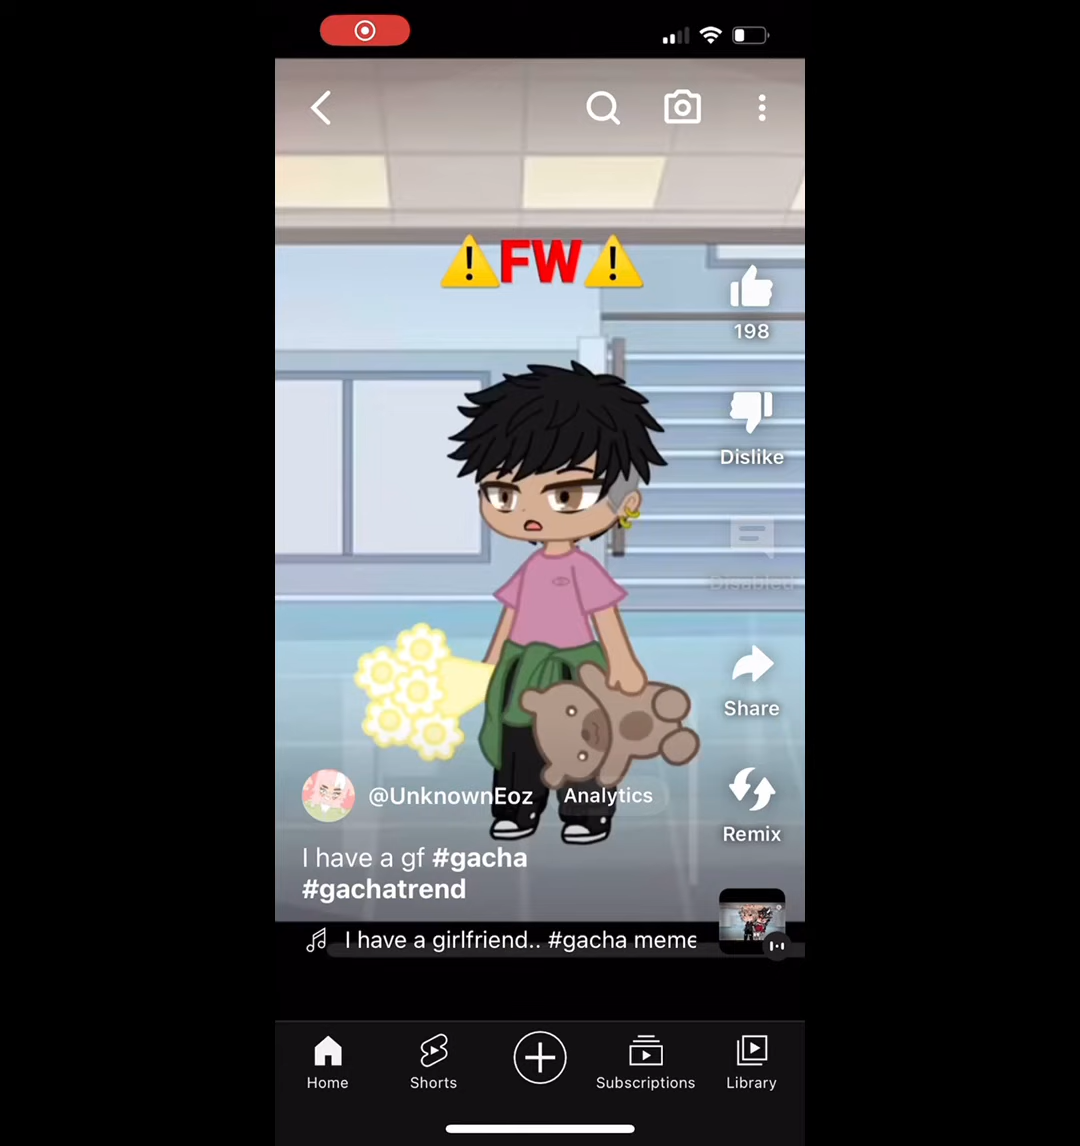 ⚠️FW⚠️
198
Dislike
Disabled
Share
@UnknownEoz
Analytics
Remix
I have a gf #gacha
#gachatrend
I have a girlfriend.. #gacha meme
Home
Shorts
Subscriptions
Library